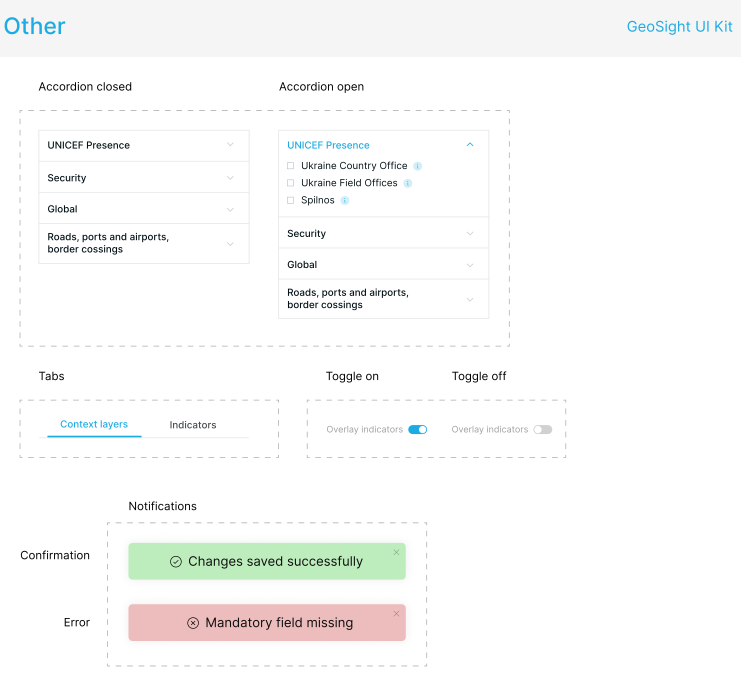 Other
GeoSight UI Kit
Accordion closed
Accordion open
UNICEF Presence
Security
Global
Roads, ports and airports,
border cossings
UNICEF Presence
Ukraine Country Office
Ukraine Field Offices
Spilnos
Security
Global
Roads, ports and airports,
border cossings
Tabs
Context layers
Indicators
Toggle on
Toggle off
Overlay indicators
Overlay indicators
Notifications
Confirmation
Changes saved successfully
Error
Mandatory field missing